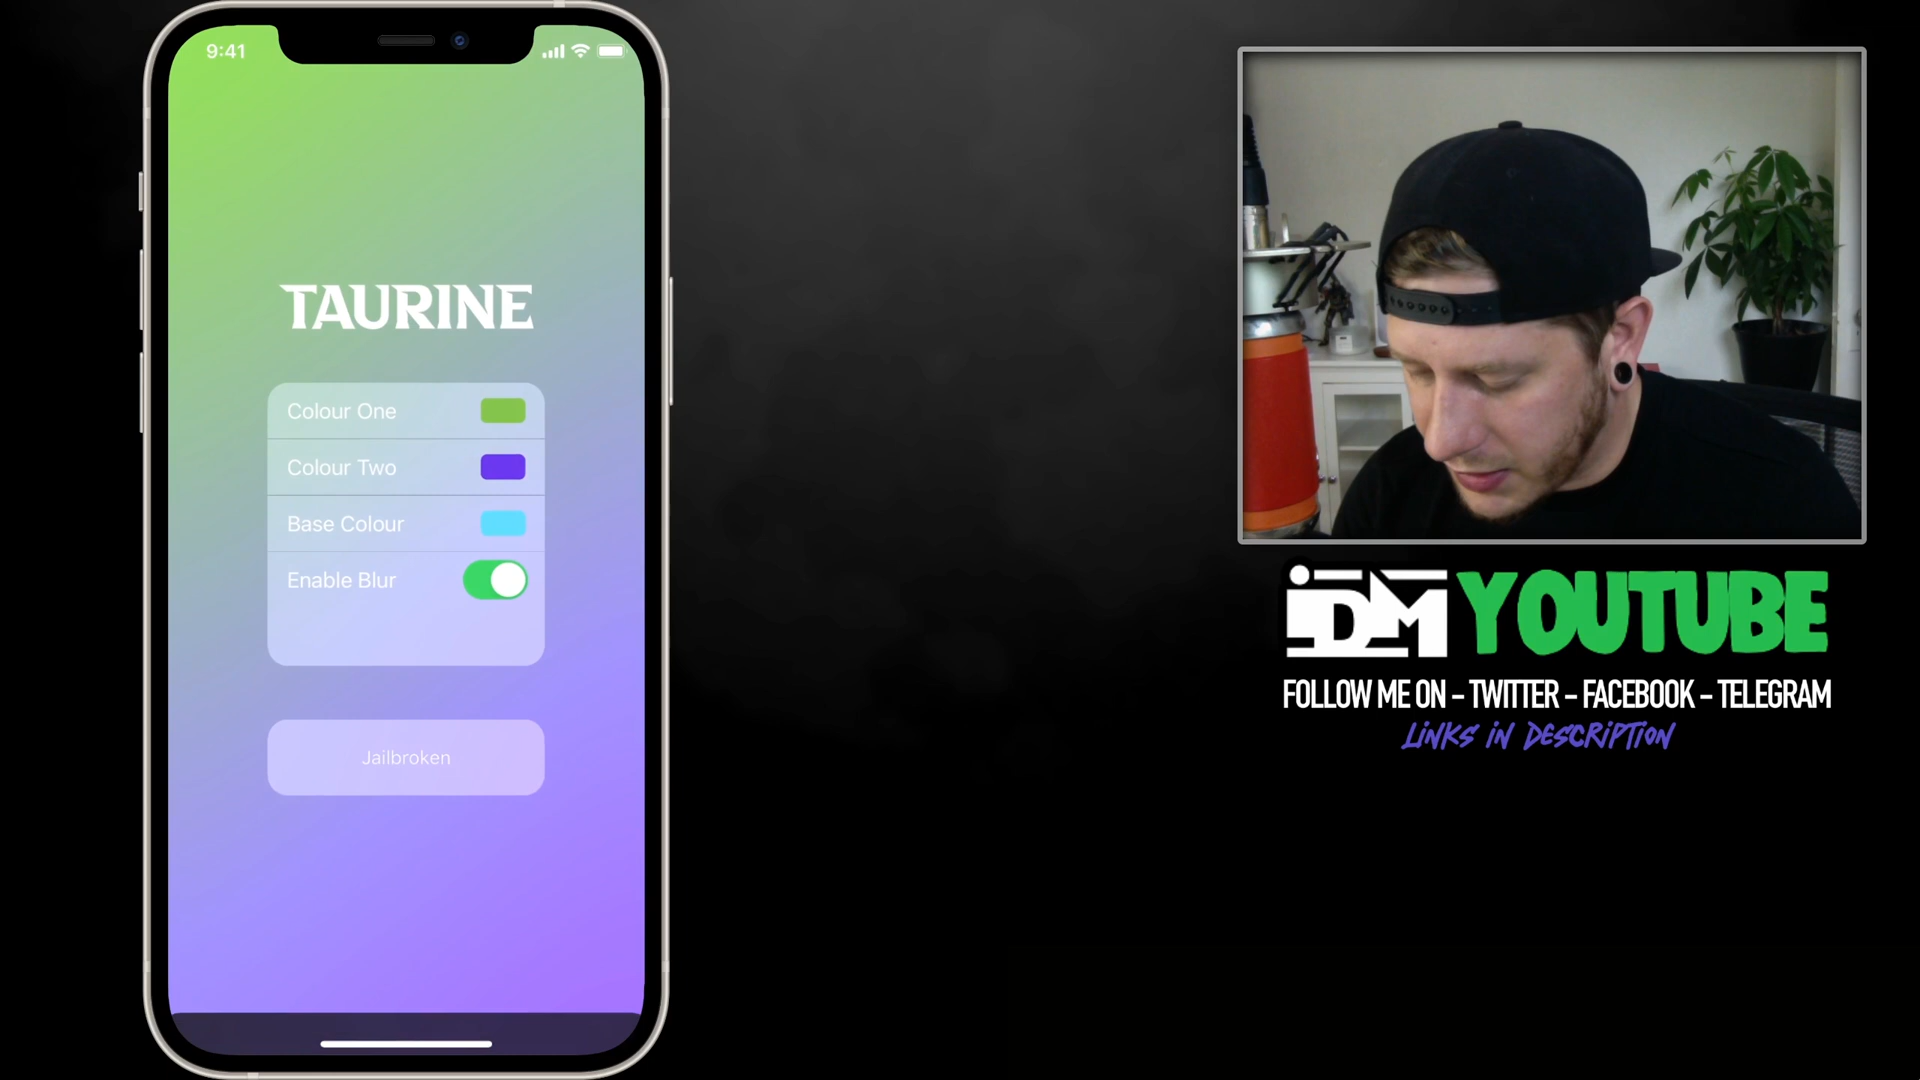 9:41
TAURINE
Colour One
Colour Two
Base Colour
Enable Blur
Jailbroken
iDM YOUTUBE
FOLLOW ME ON - TWITTER - FACEBOOK - TELEGRAM
LINKS IN DESCRIPTION